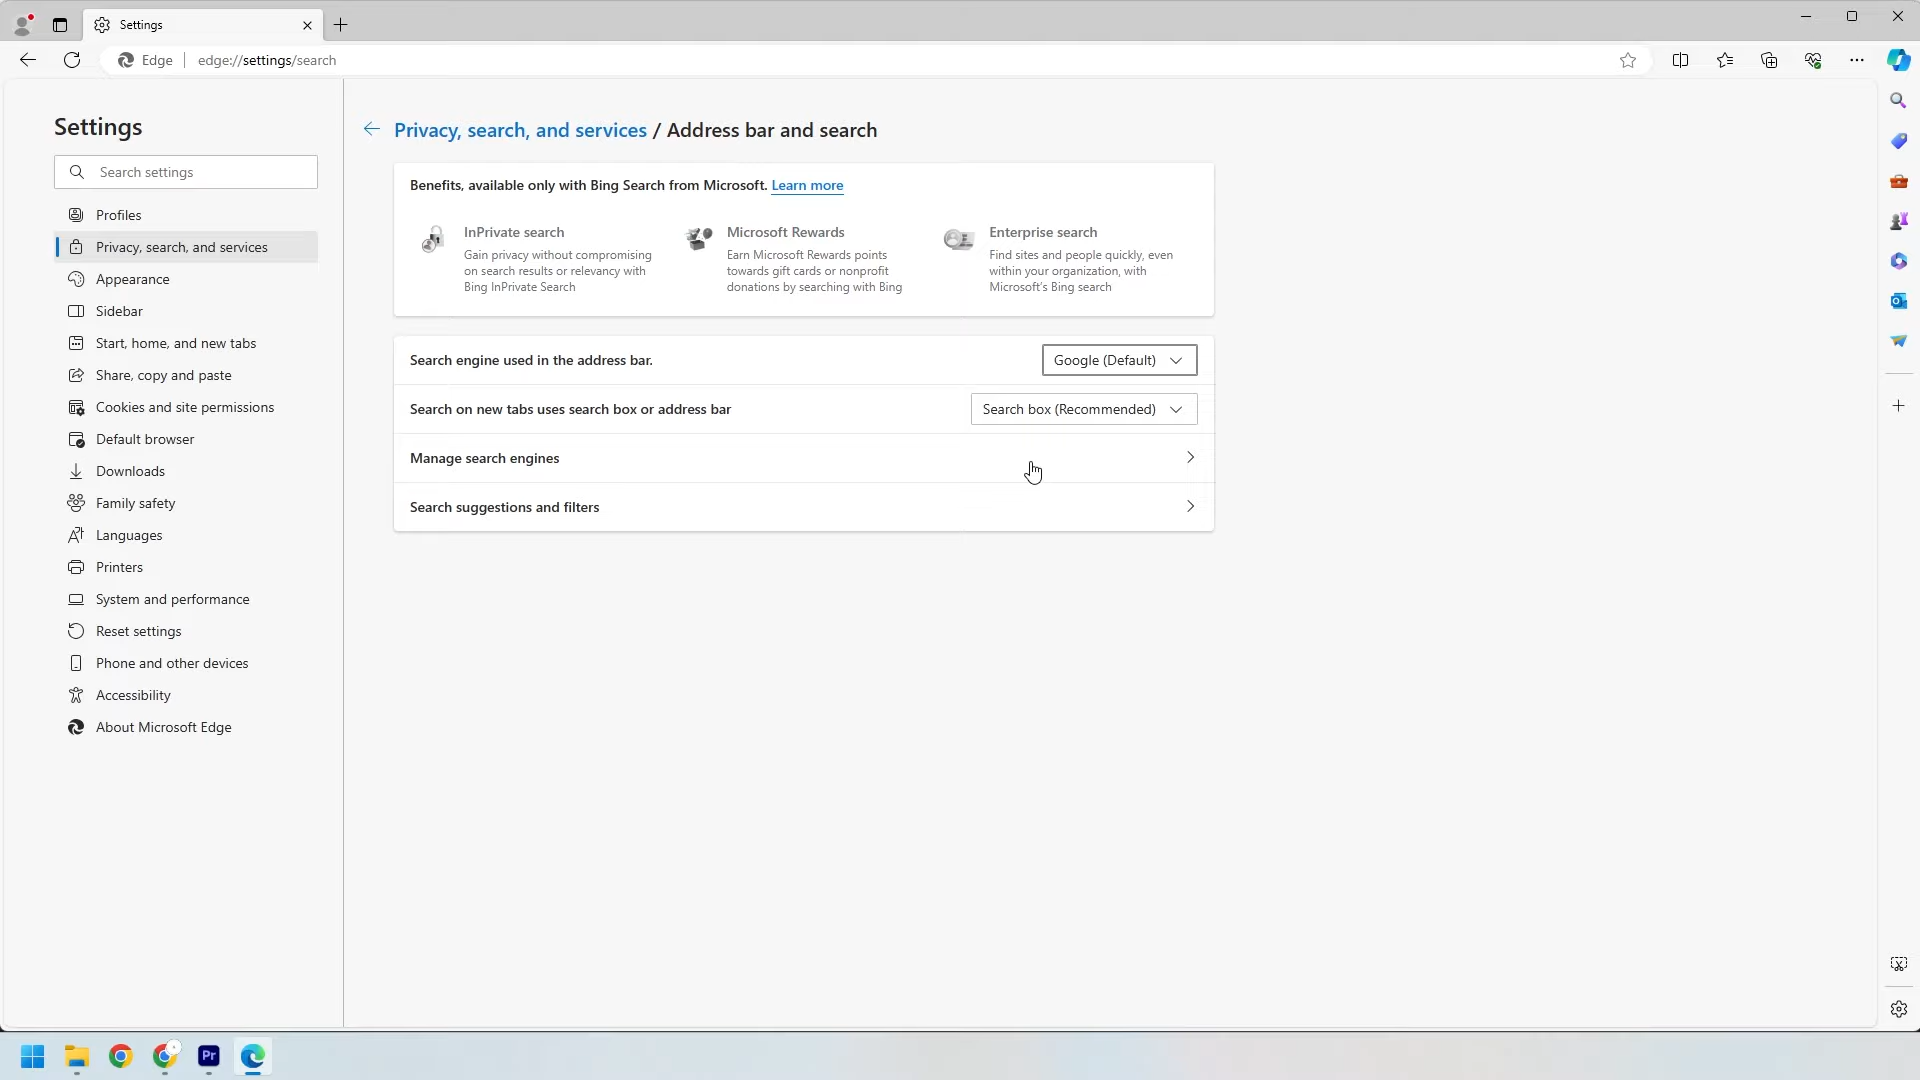 Settings
Edge
edge://settings/search
Settings
Search settings
Profiles
Privacy, search, and services
Appearance
Sidebar
Start, home, and new tabs
Share, copy and paste
Cookies and site permissions
Default browser
Downloads
Family safety
Languages
Printers
System and performance
Reset settings
Phone and other devices
Accessibility
About Microsoft Edge
Privacy, search, and services / Address bar and search
Benefits, available only with Bing Search from Microsoft. Learn more
InPrivate search
Gain privacy without compromising
on search results or relevancy with
Bing InPrivate Search
Microsoft Rewards
Earn Microsoft Rewards points
towards gift cards or nonprofit
donations by searching with Bing
Enterprise search
Find sites and people quickly, even
within your organization, with
Microsoft's Bing search
Search engine used in the address bar.
Google (Default)
Search on new tabs uses search box or address bar
Search box (Recommended)
Manage search engines
Search suggestions and filters
Pr